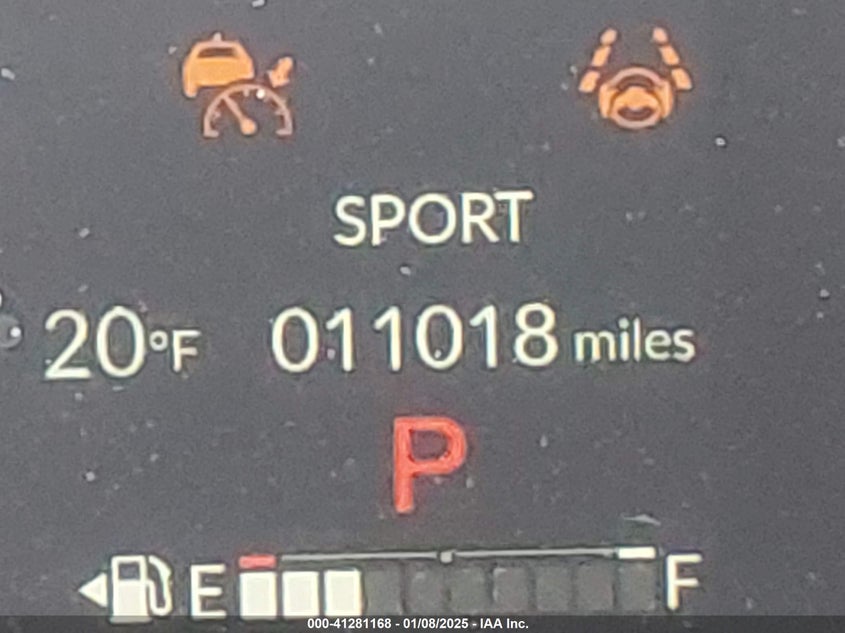 SPORT
20°F 011018 miles
P
E F
000-41281168 - 01/08/2025 - IAA Inc.